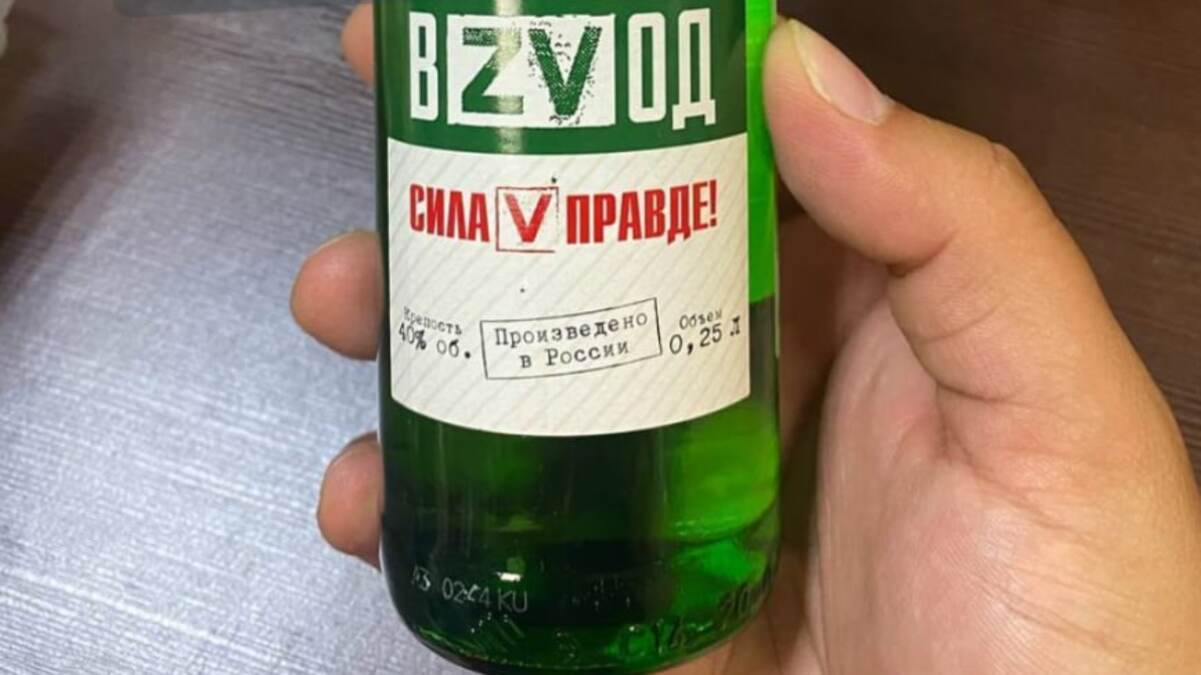 ВZVОД
СИЛА V ПРАВДЕ!
Крепость
40% об.
Произведено
в России
Объем
0,25 л